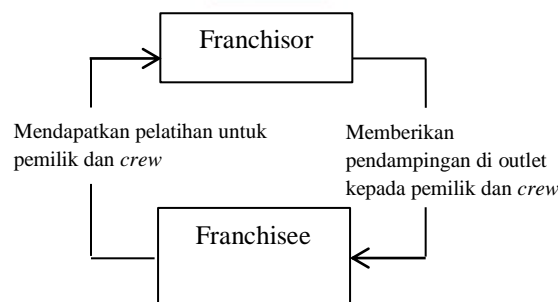 Franchisor
Mendapatkan pelatihan untuk
pemilik dan crew
Memberikan
pendampingan di outlet
kepada pemilik dan crew
Franchisee